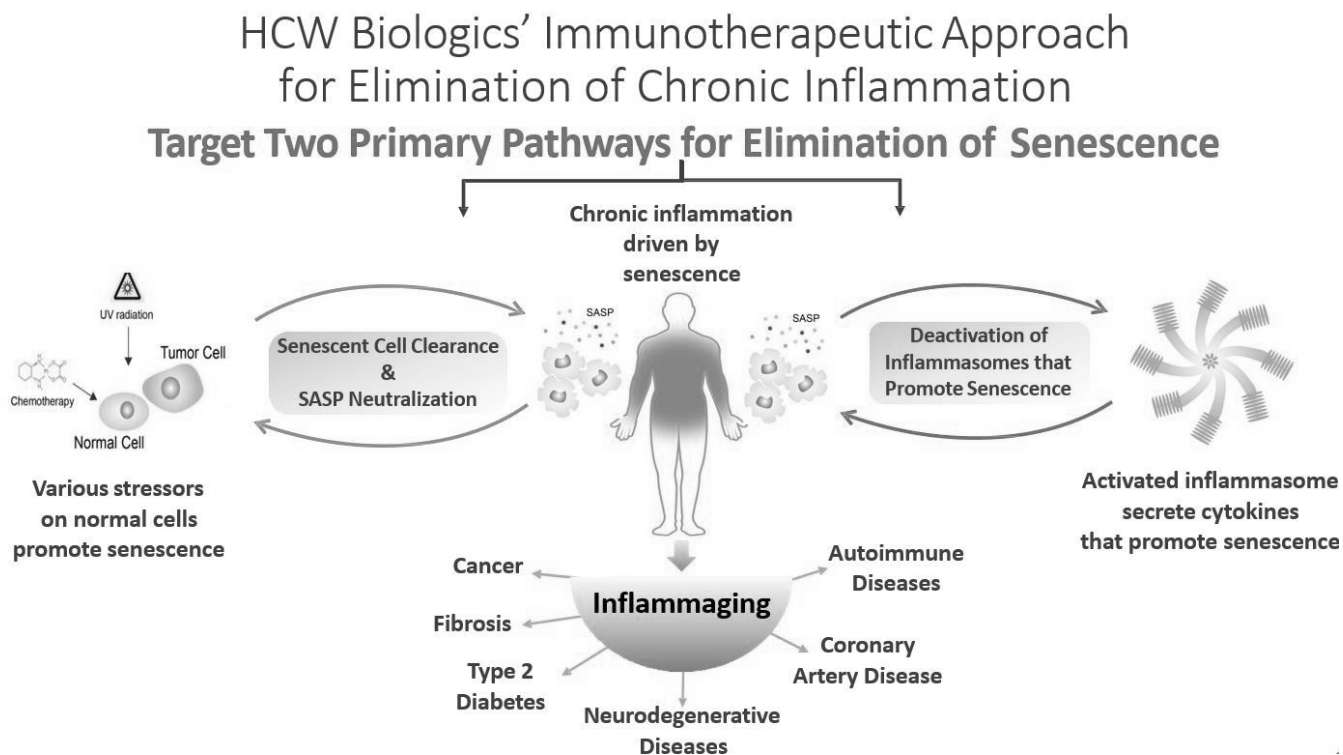 HCW Biologics’ Immunotherapeutic Approach
for Elimination of Chronic Inflammation
Target Two Primary Pathways for Elimination of Senescence
Chronic inflammation
driven by
senescence
UV radiation
Tumor Cell
Chemotherapy
Normal Cell
Various stressors
on normal cells
promote senescence
Senescent Cell Clearance
&
SASP Neutralization
SASP
SASP
Deactivation of
Inflammasomes that
Promote Senescence
Activated inflammasome
secrete cytokines
that promote senescence
Inflammaging
Cancer
Fibrosis
Type 2
Diabetes
Neurodegenerative
Diseases
Coronary
Artery Disease
Autoimmune
Diseases